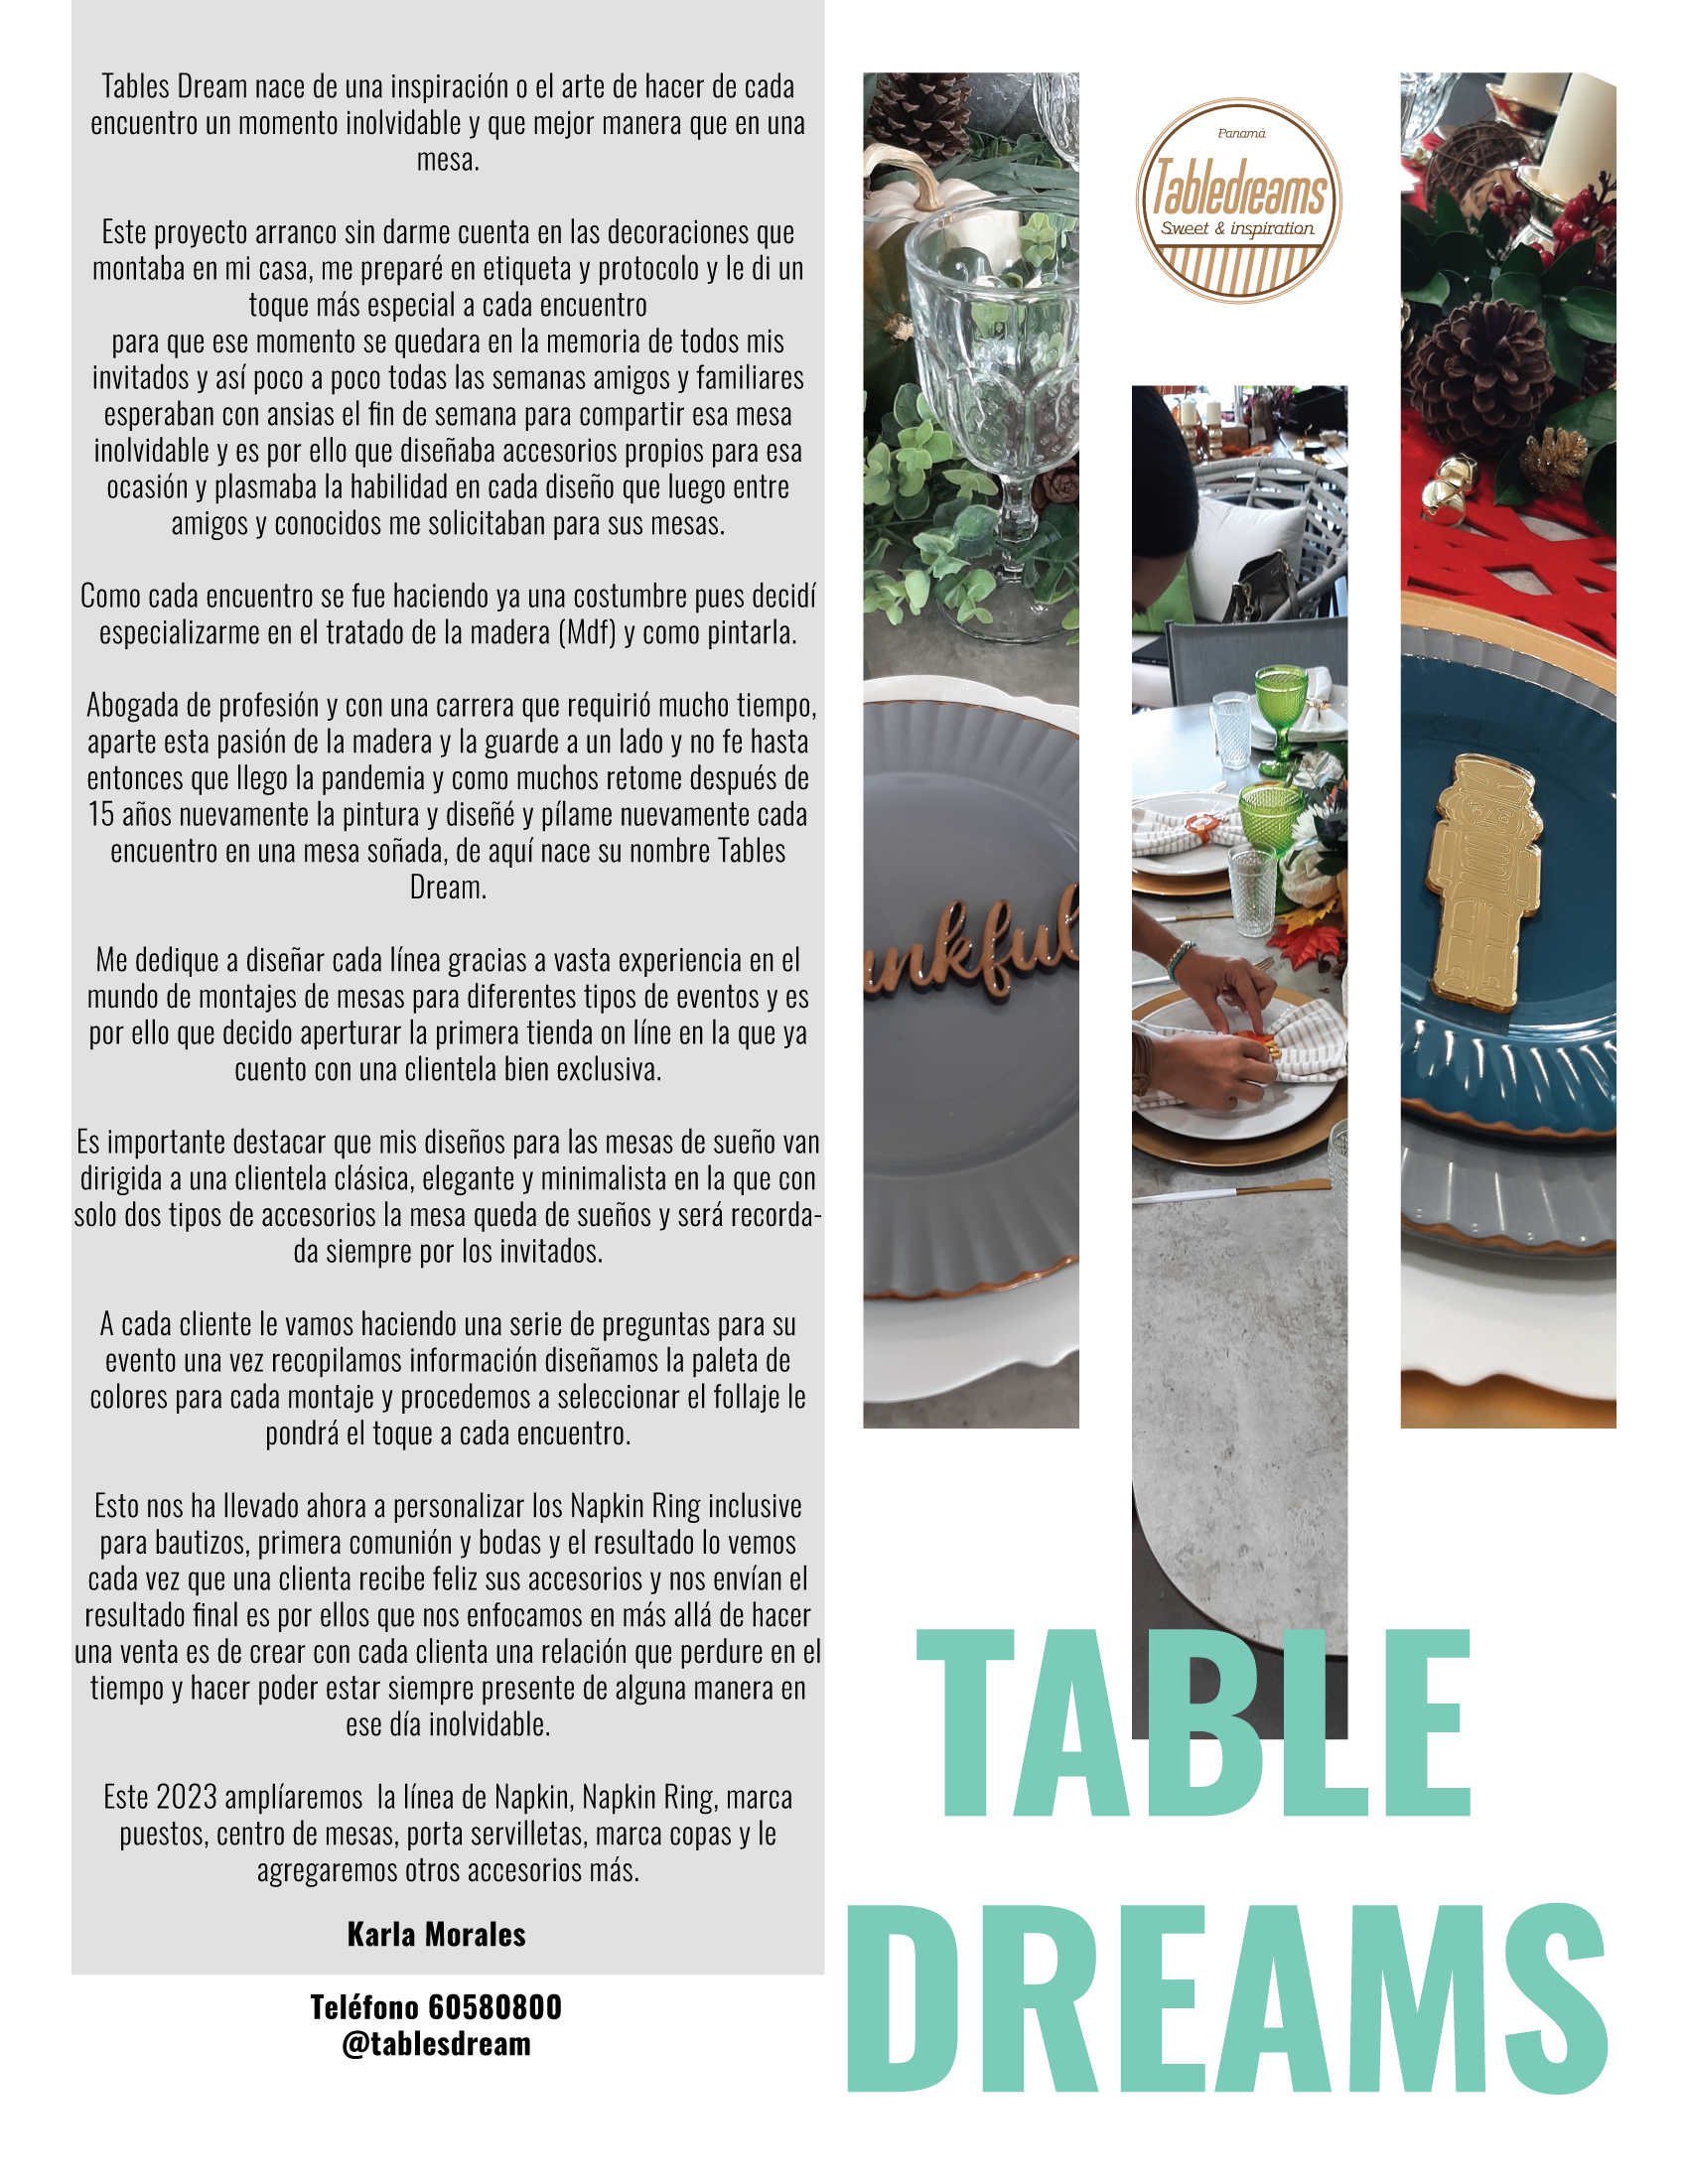 Tables Dream nace de una inspiración o el arte de hacer de cada
encuentro un momento inolvidable y que mejor manera que en una
mesa.
Este proyecto arranco sin darme cuenta en las decoraciones que
montaba en mi casa, me preparé en etiqueta y protocolo y le di un
toque más especial a cada encuentro
para que ese momento se quedara en la memoria de todos mis
invitados y así poco a poco todas las semanas amigos y familiares
esperaban con ansias el fin de semana para compartir esa mesa
inolvidable y es por ello que diseñaba accesorios propios para esa
ocasión y plasmaba la habilidad en cada diseño que luego entre
amigos y conocidos me solicitaban para sus mesas.
Como cada encuentro se fue haciendo ya una costumbre pues decidí
especializarme en el tratado de la madera (Mdf) y como pintarla.
Abogada de profesión y con una carrera que requirió mucho tiempo,
aparte esta pasión de la madera y la guarde a un lado y no fe hasta
entonces que llego la pandemia y como muchos retome después de
15 años nuevamente la pintura y diseñé y pílame nuevamente cada
encuentro en una mesa soñada, de aquí nace su nombre Tables
Dream.
Me dedique a diseñar cada línea gracias a vasta experiencia en el
mundo de montajes de mesas para diferentes tipos de eventos y es
por ello que decido aperturar la primera tienda on líne en la que ya
cuento con una clientela bien exclusiva.
Es importante destacar que mis diseños para las mesas de sueño van
dirigida a una clientela clásica, elegante y minimalista en la que con
solo dos tipos de accesorios la mesa queda de sueños y será recorda-
da siempre por los invitados.
A cada cliente le vamos haciendo una serie de preguntas para su
evento una vez recopilamos información diseñamos la paleta de
colores para cada montaje y procedemos a seleccionar el follaje le
pondrá el toque a cada encuentro.
Esto nos ha llevado ahora a personalizar los Napkin Ring inclusive
para bautizos, primera comunión y bodas y el resultado lo vemos
cada vez que una clienta recibe feliz sus accesorios y nos envían el
resultado final es por ellos que nos enfocamos en más allá de hacer
una venta es de crear con cada clienta una relación que perdure en el
tiempo y hacer poder estar siempre presente de alguna manera en
ese día inolvidable.
Este 2023 amplíaremos  la línea de Napkin, Napkin Ring, marca
puestos, centro de mesas, porta servilletas, marca copas y le
agregaremos otros accesorios más.
Karla Morales
Teléfono 60580800
@tablesdream
Panamá
Tabledreams
Sweet & inspiration
ankful
TABLE
DREAMS